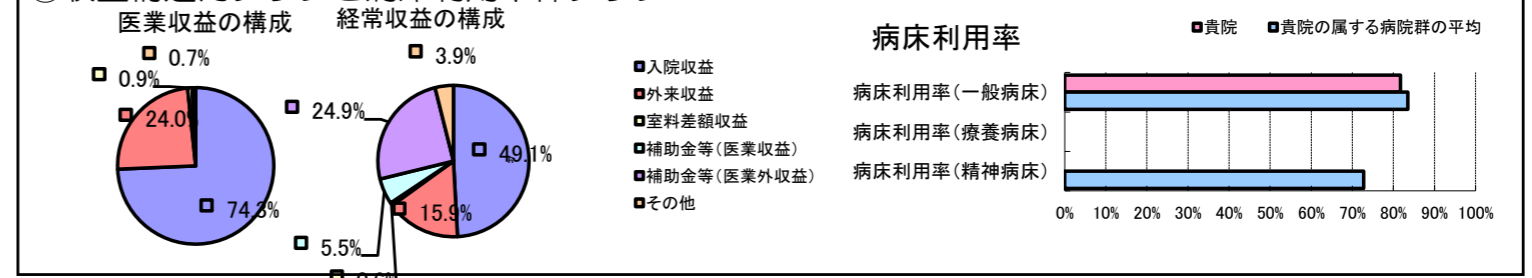 医業収益の構成
0.7%
0.9%
24.0%
74.3%
経常収益の構成
3.9%
24.9%
49.1%
15.9%
5.5%
入院収益
外来収益
室料差額収益
補助金等(医業収益)
補助金等(医業外収益)
その他
病床利用率
貴院
貴院の属する病院群の平均
病床利用率(一般病床)
病床利用率(療養病床)
病床利用率(精神病床)
0% 10% 20% 30% 40% 50% 60% 70% 80% 90% 100%